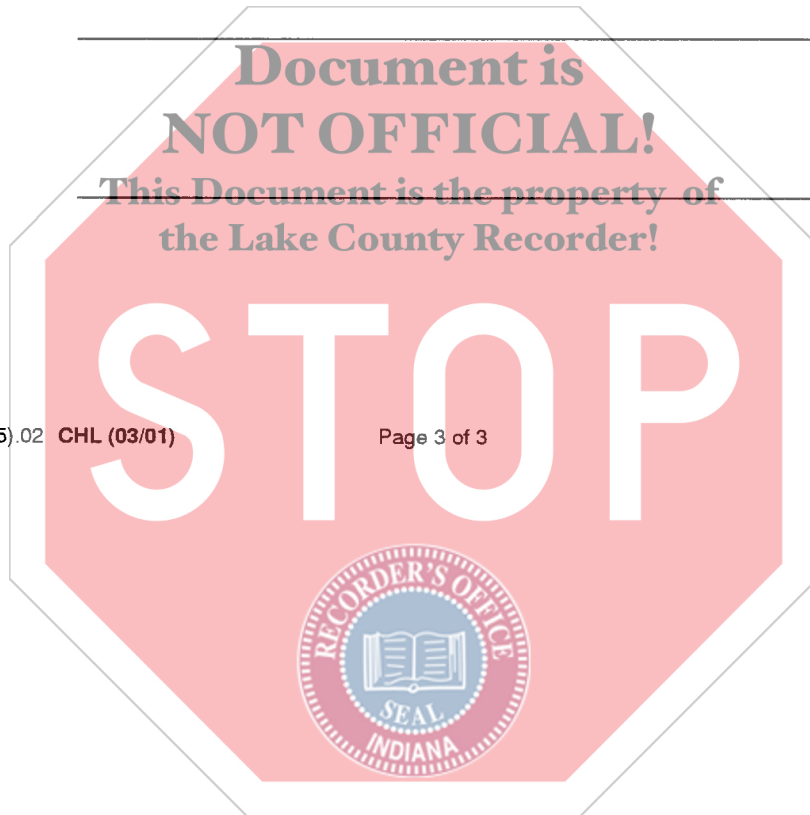 Document is
NOT OFFICIAL!
This Document is the property of
the Lake County Recorder!
STOP
5).02 CHL (03/01) Page 3 of 3
RECORDER'S OFFICE
SEAL
INDIANA